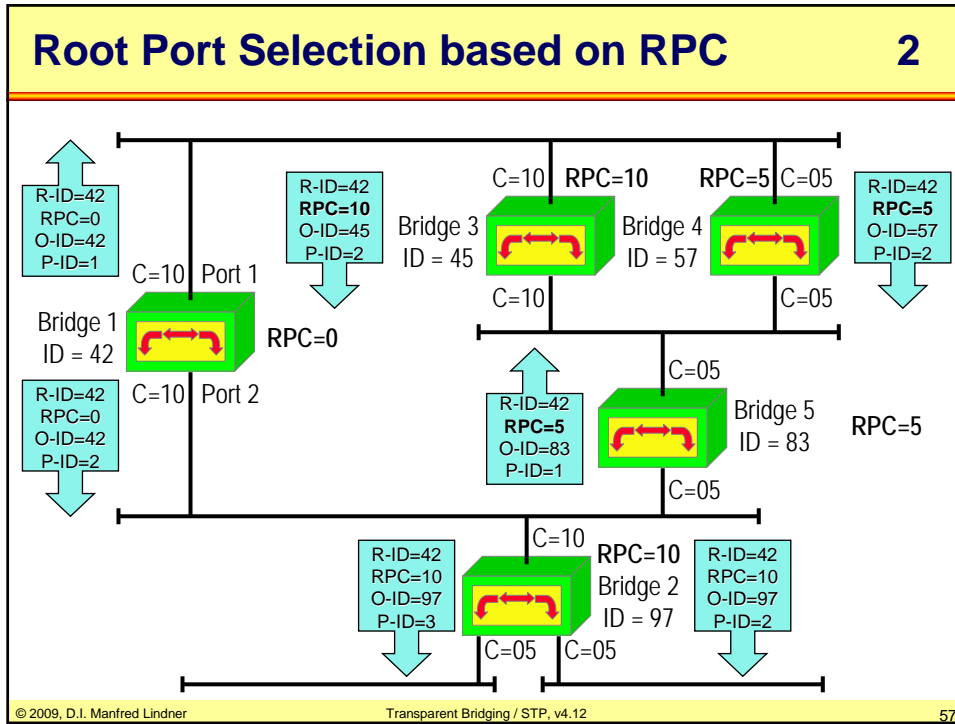 Root Port Selection based on RPC 2
R-ID=42
RPC=0
O-ID=42
P-ID=1
C=10 Port 1
Bridge 1
ID = 42
RPC=0
C=10 Port 2
R-ID=42
RPC=0
O-ID=42
P-ID=2
R-ID=42
RPC=10
O-ID=45
P-ID=2
C=10 RPC=10
Bridge 3
ID = 45
C=10
RPC=5 C=05
Bridge 4
ID = 57
C=05
R-ID=42
RPC=5
O-ID=57
P-ID=2
R-ID=42
RPC=5
O-ID=83
P-ID=1
C=05
Bridge 5
ID = 83
RPC=5
C=05
R-ID=42
RPC=10
O-ID=97
P-ID=3
C=10
RPC=10
Bridge 2
ID = 97
C=05 C=05
R-ID=42
RPC=10
O-ID=97
P-ID=2
© 2009, D.I. Manfred Lindner
Transparent Bridging / STP, v4.12
57